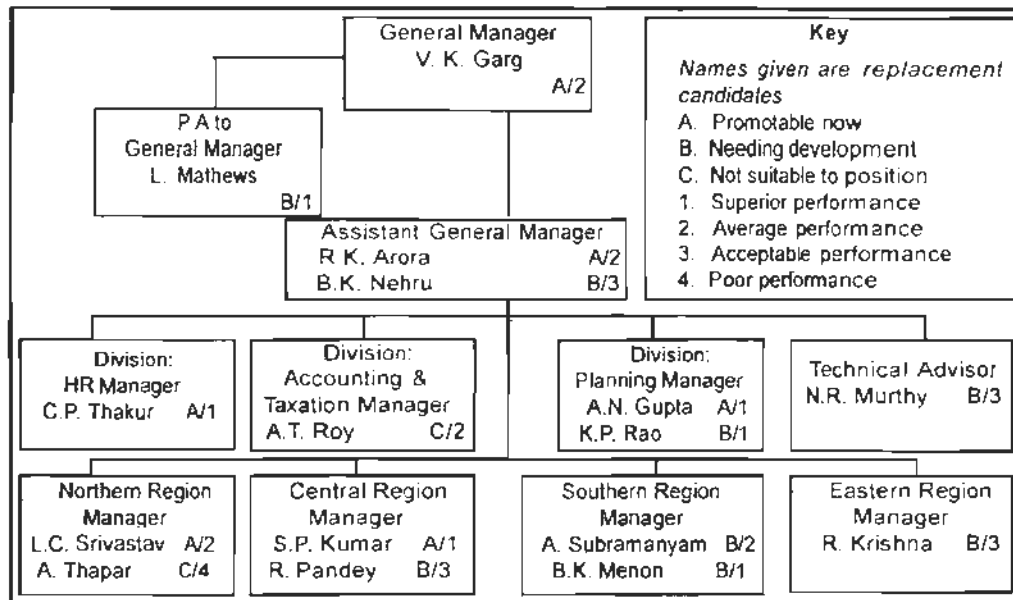 General Manager
V. K. Garg
A/2
Key
Names given are replacement
candidales
A. Promotable now
B. Needing development
C. Not suitable to position
1. Superior performance
2. Average performance
3. Acceptable performance
4. Poor performance
P A to
General Manager
L. Mathews
B/1
Assistant General Manager
R K. Arora A/2
B.K. Nehru B/3
Division:
HR Manager
C.P. Thakur A/1
Division:
Accounting &
Taxation Manager
A.T. Roy C/2
Division:
Planning Manager
A.N. Gupta A/1
K.P. Rao B/1
Technical Advisor
N.R. Murthy B/3
Northern Region
Manager
L.C. Srivastav A/2
A. Thapar C/4
Central Region
Manager
S.P. Kumar A/1
R. Pandey B/3
Southern Region
Manager
A. Subramanyam B/2
B.K. Menon B/1
Eastern Region
Manager
R. Krishna B/3